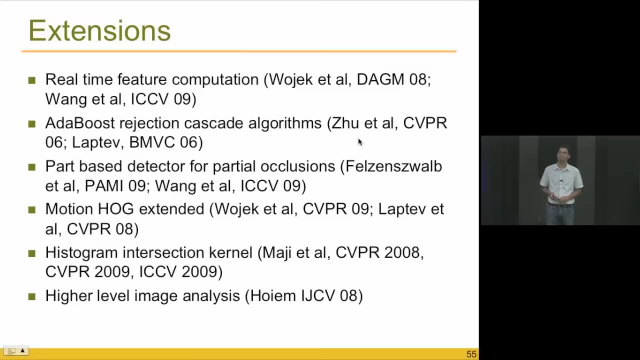 Extensions
Real time feature computation (Wojek et al, DAGM 08;
Wang et al, ICCV 09)
AdaBoost rejection cascade algorithms (Zhu et al, CVPR
06; Laptev, BMVC 06)
Part based detector for partial occlusions (Felzenszwalb
et al, PAMI 09; Wang et al, ICCV 09)
Motion HOG extended (Wojek et al, CVPR 09; Laptev et
al, CVPR 08)
Histogram intersection kernel (Maji et al, CVPR 2008,
CVPR 2009, ICCV 2009)
Higher level image analysis (Hoiem IJCV 08)
55